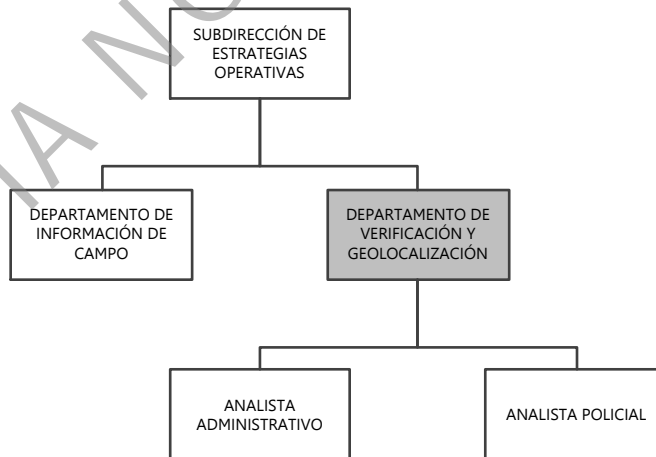 SUBDIRECCIÓN DE
ESTRATEGIAS
OPERATIVAS
DEPARTAMENTO DE
INFORMACIÓN DE
CAMPO
DEPARTAMENTO DE
VERIFICACIÓN Y
GEOLOCALIZACIÓN
ANALISTA
ADMINISTRATIVO
ANALISTA POLICIAL